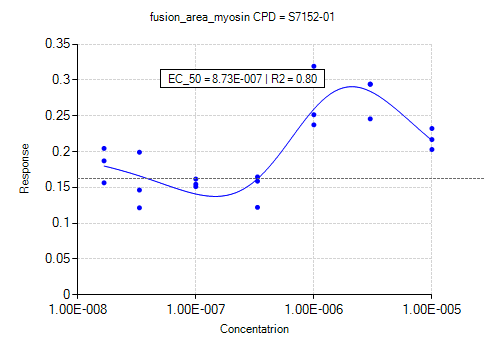 fusion_area_myosin CPD = S7152-01
0.35
0.3
EC_50 = 8.73E-007 | R2 = 0.80
0.25
0.2
0.15
0.1
0.05
0
Response
1.00E-008 1.00E-007 1.00E-006 1.00E-005
Concentatrion